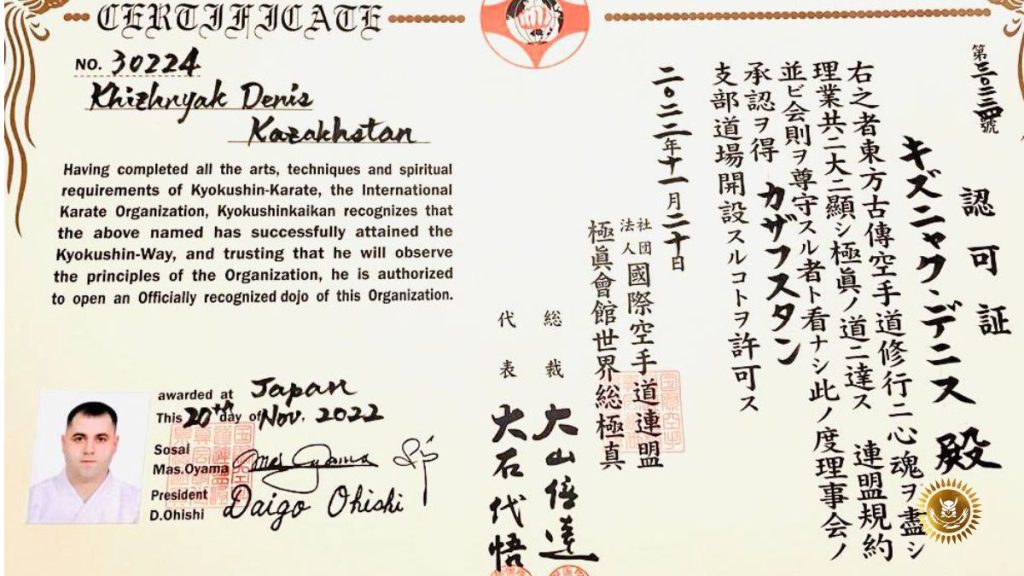 CERTIFICATE
NO. 30224
Khizhnyak Denis
Kazakhstan
Having completed all the arts, techniques and spiritual
requirements of Kyokushin-Karate, the International
Karate Organization, Kyokushinkaikan recognizes that
the above named has successfully attained the
Kyokushin-Way, and trusting that he will observe
the principles of the Organization, he is authorized
to open an Officially recognized dojo of this Organization.
awarded at Japan
This 20th day of Nov. 2022
Sosai
Mas.Oyama Mas Oyama
President
D.Ohishi Daigo Ohishi
第三〇二二四號
認可証
キズニャク・デニス 殿
右之者東方古傳空手道修行ニ心魂ヲ盡シ
理業共ニ大ニ顯シ極眞ノ道ニ達ス 連盟規約
並ビ会則ヲ尊守スル者ト看ナシ此ノ度理事会ノ
承認ヲ得 カザフスタン
支部道場開設スルコトヲ許可ス
二〇二二年十一月二十日
社団法人 國際空手道連盟
極眞會館世界総極真
総裁 大山倍達
代表 大石代悟